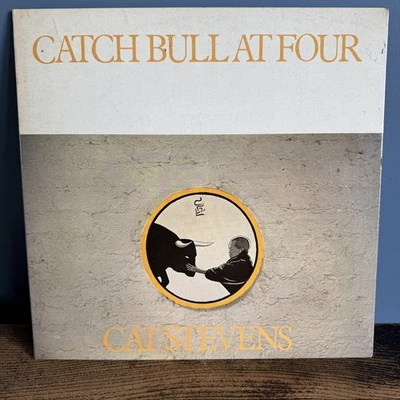 CATCH BULL AT FOUR
CAT STEVENS